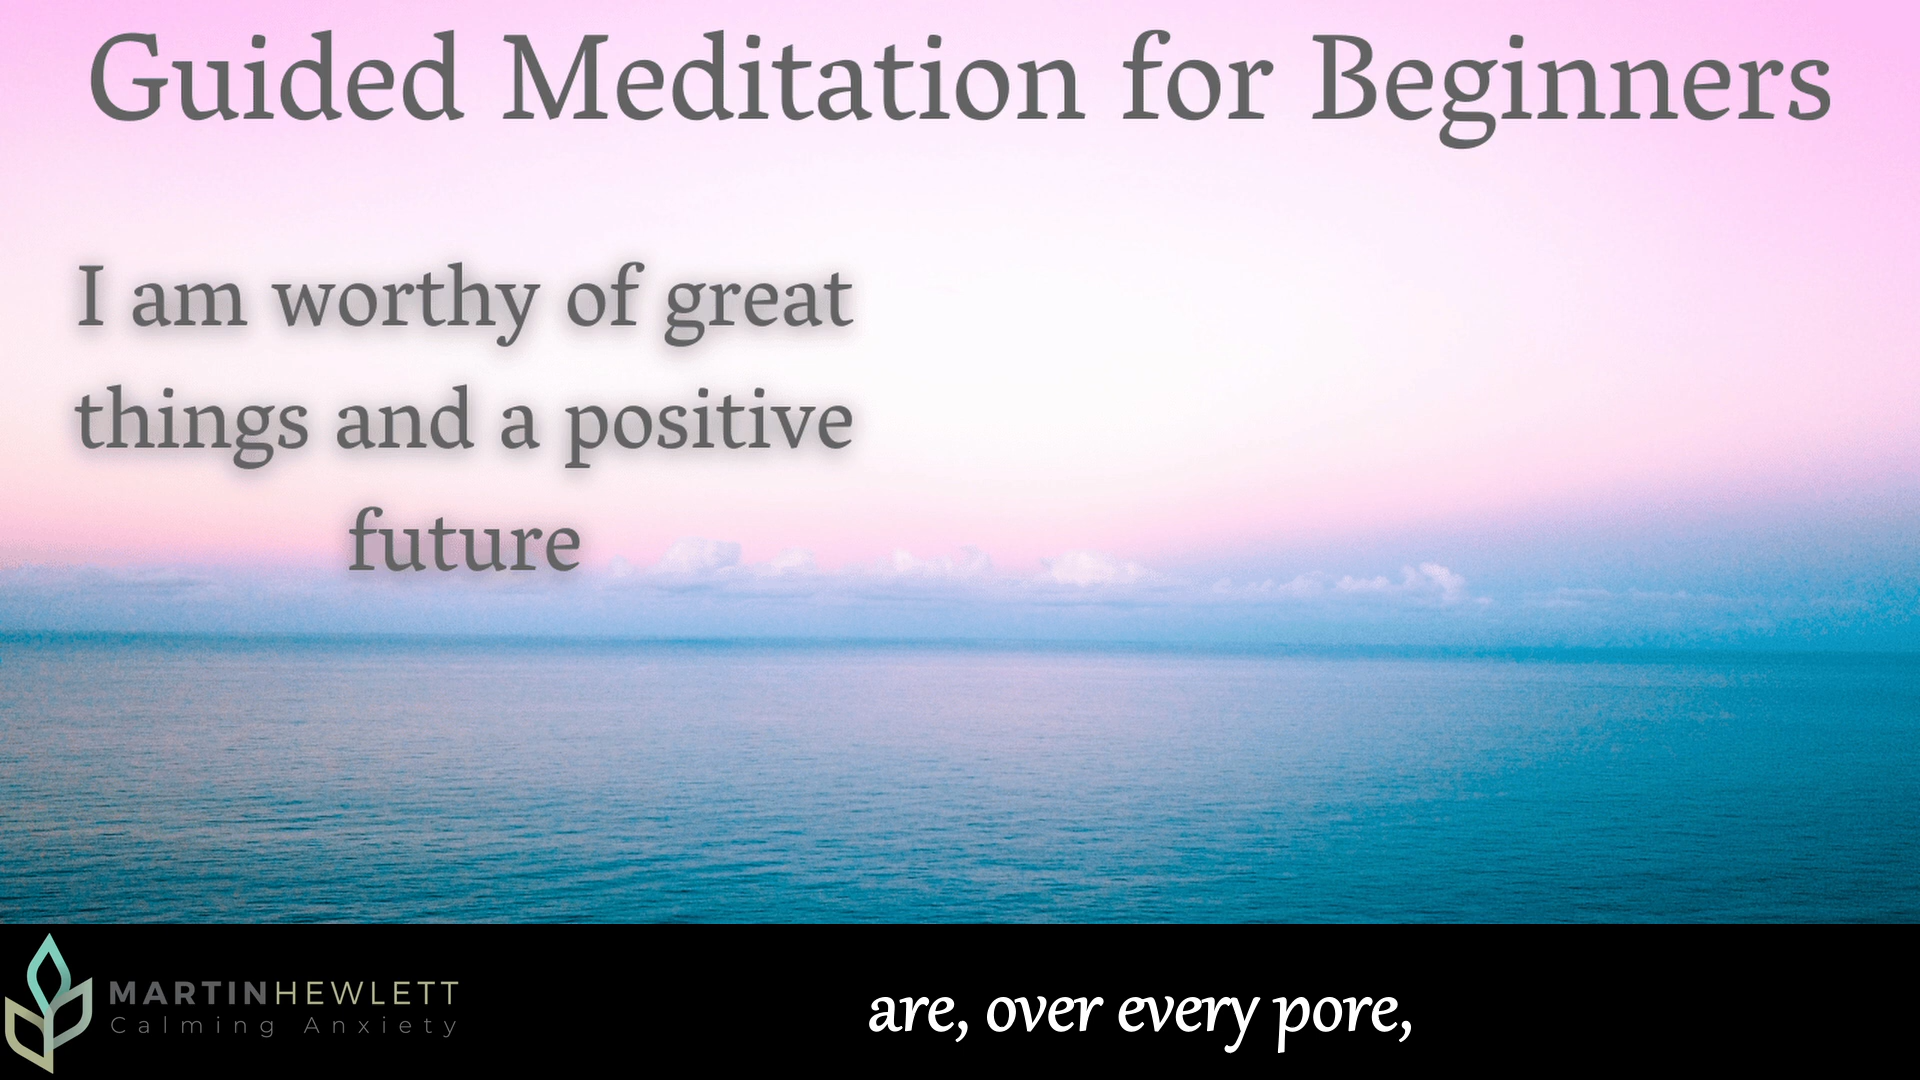 Guided Meditation for Beginners
I am worthy of great
things and a positive
future
MARTINHEWLETT
Calming Anxiety
are, over every pore,